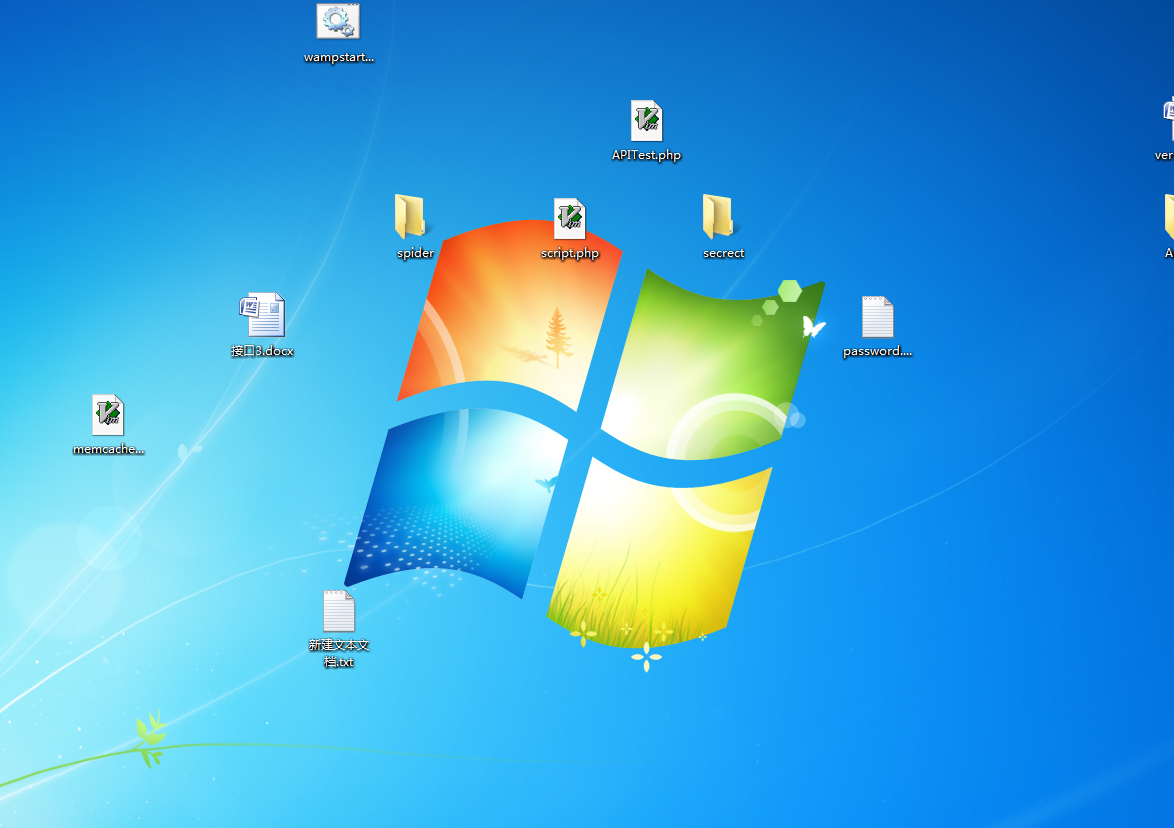 wampstart...
APITest.php
ver
spider
script.php
secrect
A
接口3.docx
password....
memcache...
新建文本文
档.txt